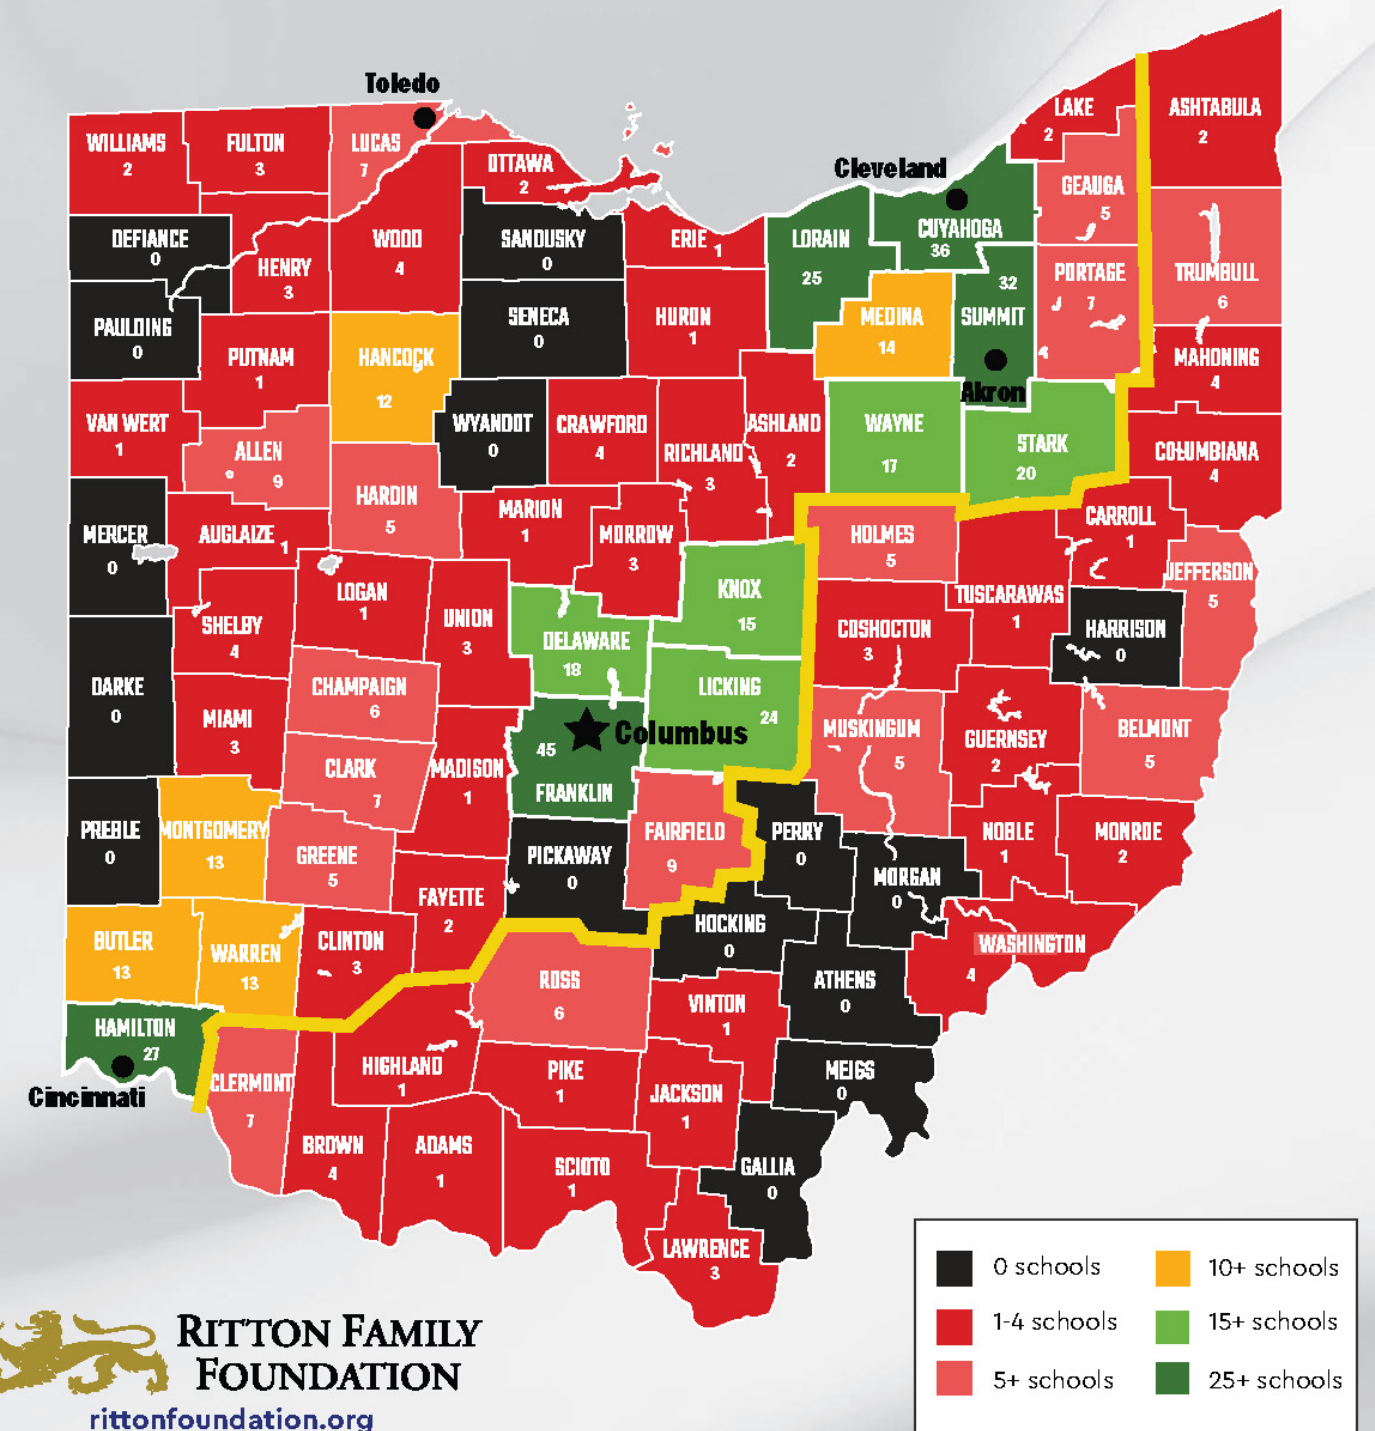 Toledo
WILLIAMS
2
FULTON
3
LUCAS
7
OTTAWA
2
LAKE
2
ASHTABULA
2
Cleveland
GEAUGA
5
DEFIANCE
0
HENRY
3
WOOD
4
SANDUSKY
0
ERIE 1
LORAIN
25
CUYAHOGA
36
PORTAGE
7
TRUMBULL
6
PAULDING
0
PUTNAM
1
HANCOCK
12
SENECA
0
HURON
1
MEDINA
14
32
SUMMIT
Akron
MAHONING
4
VAN WERT
1
ALLEN
9
WYANDOT
0
CRAWFORD
4
RICHLAND
3
ASHLAND
2
WAYNE
17
STARK
20
COLUMBIANA
4
MERCER
0
AUGLAIZE 1
HARDIN
5
MARION
1
MORROW
3
HOLMES
5
CARROLL
1
JEFFERSON
5
SHELBY
4
LOGAN
1
UNION
3
DELAWARE
18
KNOX
15
COSHOCTON
3
TUSCARAWAS
1
HARRISON
0
DARKE
0
MIAMI
3
CHAMPAIGN
6
LICKING
24
MUSKINGUM
5
GUERNSEY
2
BELMONT
5
CLARK
7
MADISON
1
45
Columbus
FRANKLIN
PREBLE
0
MONTGOMERY
13
GREENE
5
PICKAWAY
0
FAIRFIELD
9
PERRY
0
MORGAN
0
NOBLE
1
MONROE
2
FAYETTE
2
BUTLER
13
WARREN
13
CLINTON
3
ROSS
6
HOCKING
0
ATHENS
0
WASHINGTON
4
HAMILTON
27
Cincinnati
CLERMONT
7
HIGHLAND
1
PIKE
1
VINTON
1
JACKSON
1
MEIGS
0
BROWN
4
ADAMS
1
SCIOTO
1
GALLIA
0
LAWRENCE
3
0 schools
10+ schools
1-4 schools
15+ schools
5+ schools
25+ schools
RITTON FAMILY
FOUNDATION
rittonfoundation.org